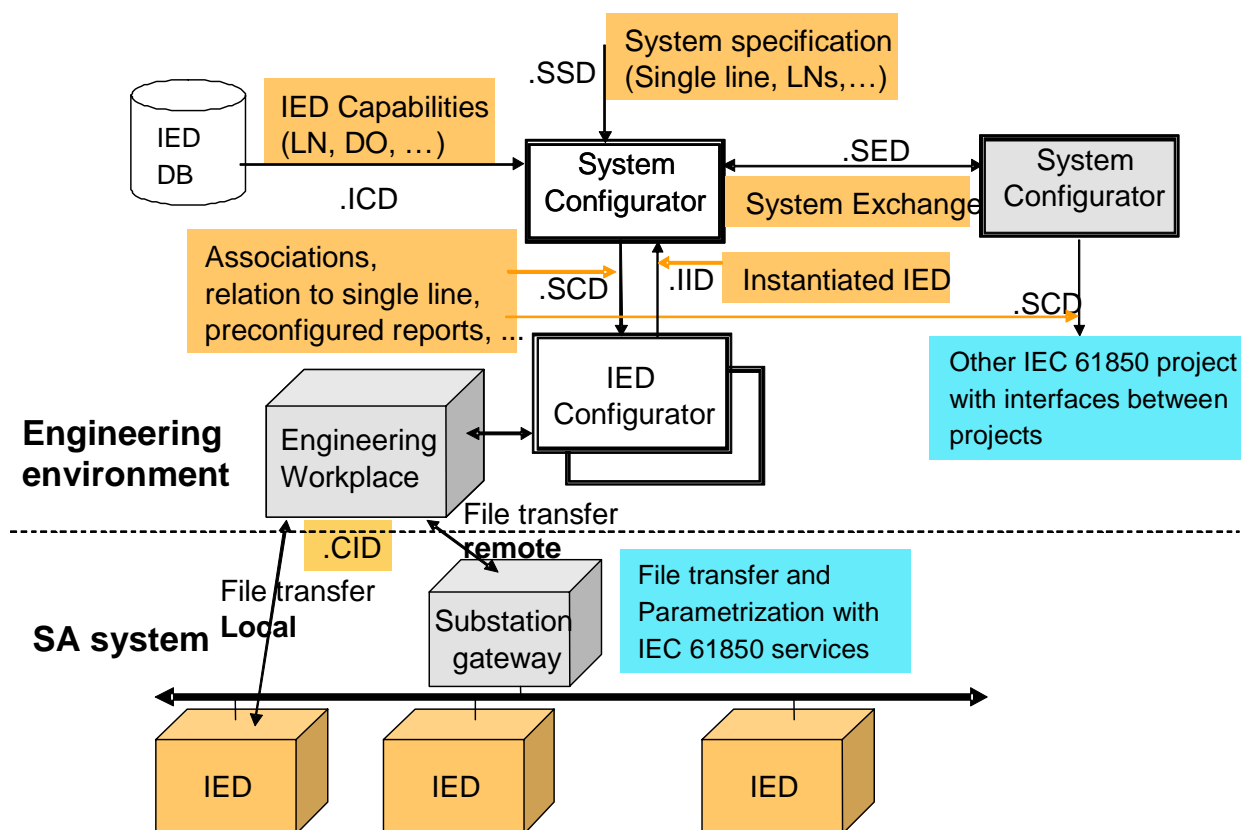 System specification
(Single line, LNs,…)
.SSD
IED Capabilities
(LN, DO, …)
IED
DB
.ICD
System
Configurator
.SED
System Exchange
System
Configurator
Associations,
relation to single line,
preconfigured reports, ...
.SCD
.IID
Instantiated IED
.SCD
IED
Configurator
Other IEC 61850 project
with interfaces between
projects
Engineering
environment
Engineering
Workplace
File transfer
remote
.CID
File transfer
Local
SA system
Substation
gateway
File transfer and
Parametrization with
IEC 61850 services
IED
IED
IED